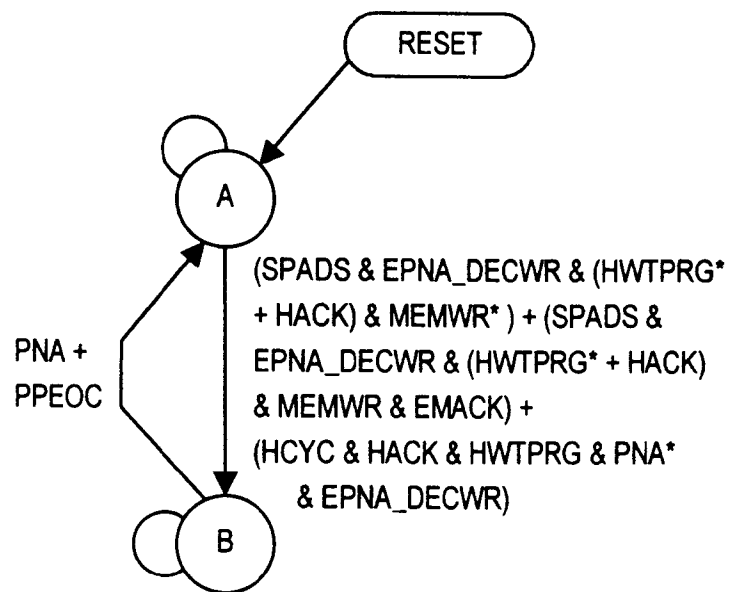 RESET
A
(SPADS & EPNA_DECWR & (HWTPRG*
+ HACK) & MEMWR* ) + (SPADS &
EPNA_DECWR & (HWTPRG* + HACK)
& MEMWR & EMACK) +
(HCYC & HACK & HWTPRG & PNA*
& EPNA_DECWR)
PNA +
PPEOC
B